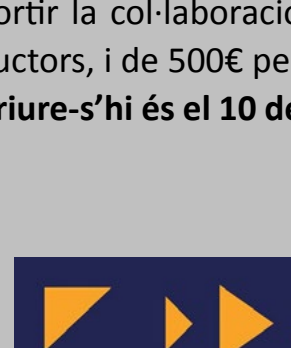 ortir la col·laboració
uctors, i de 500€ pe
riure-s’hi és el 10 de